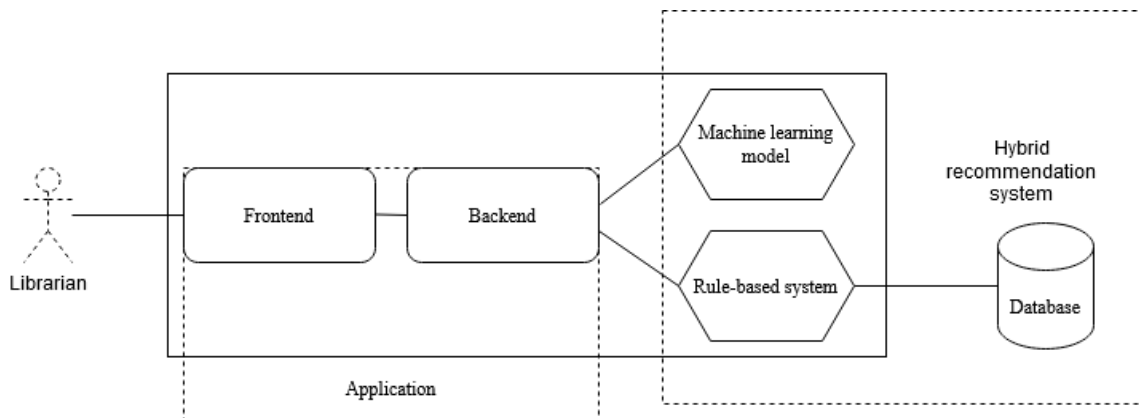 Machine learning
model
Hybrid
recommendation
system
Frontend
Backend
Librarian
Rule-based system
Database
Application